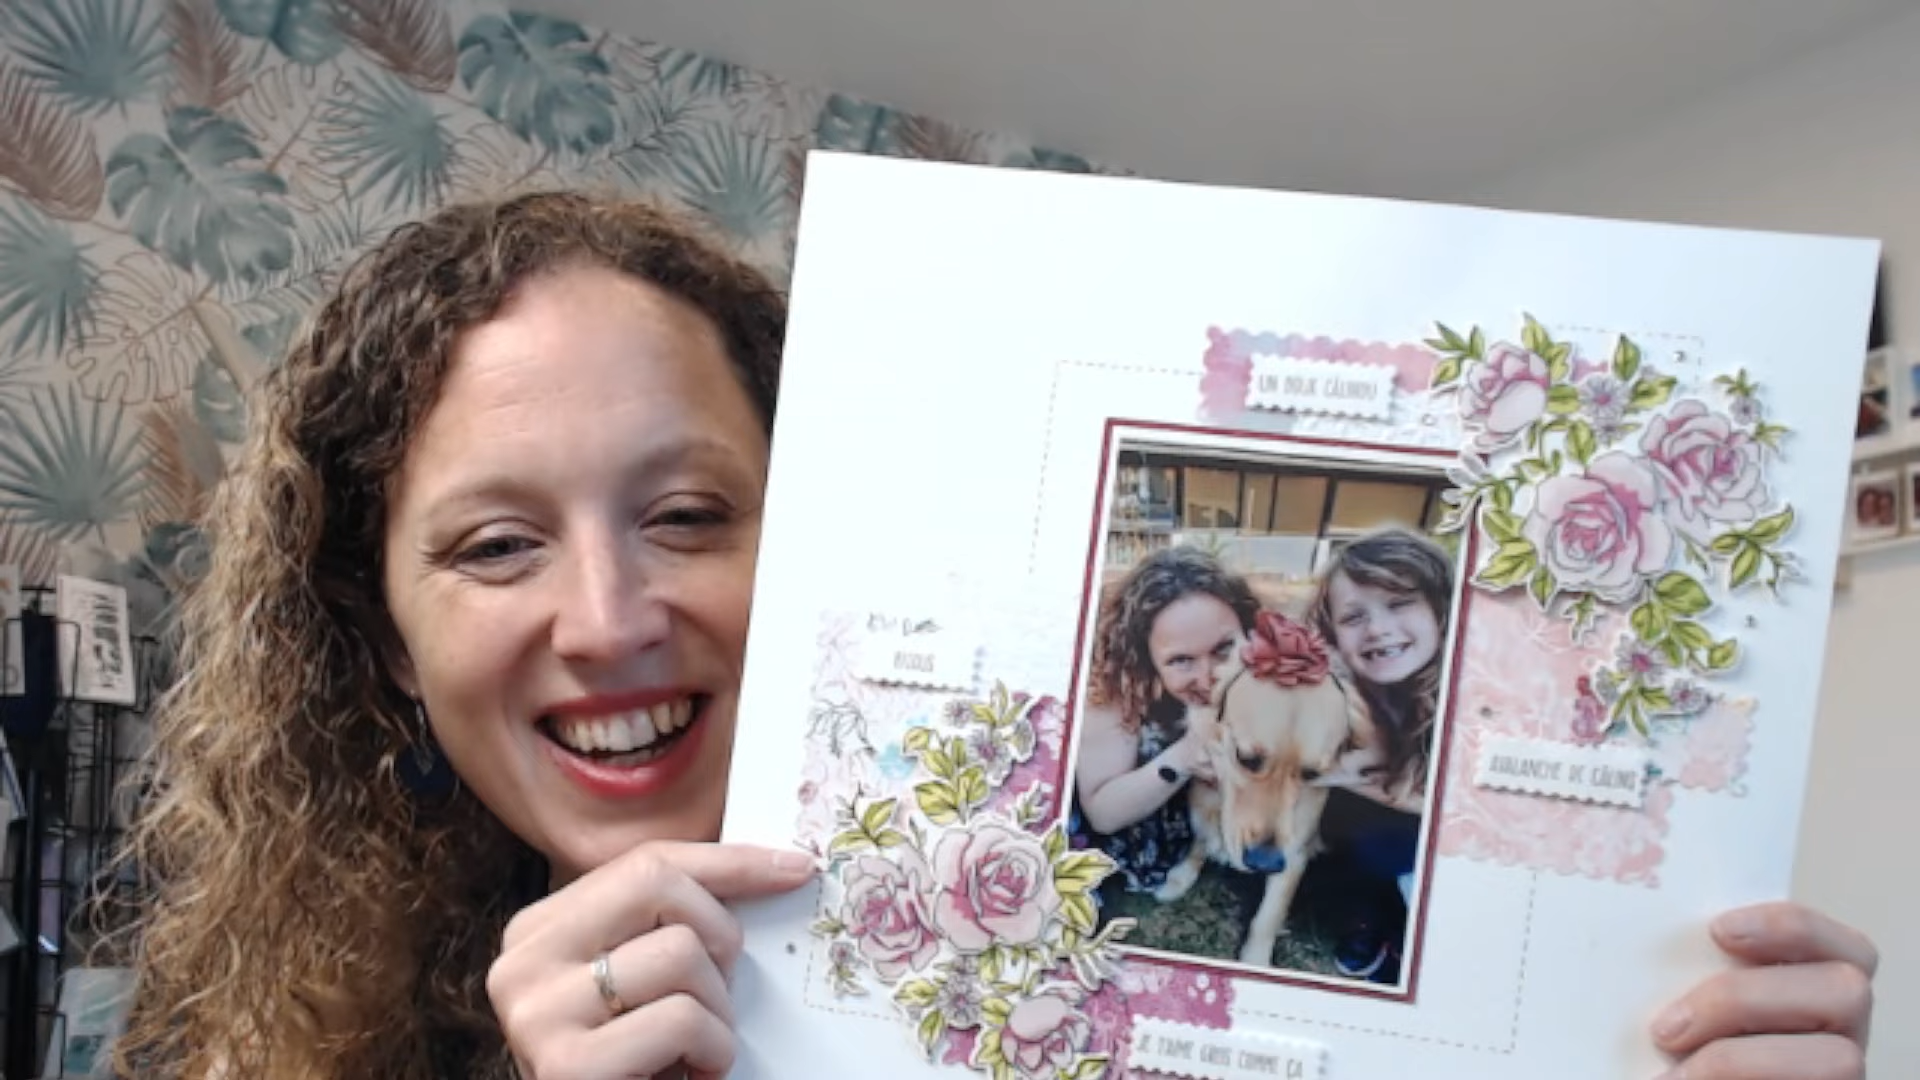 UN DOUX CÂLINOU
BISOUS
AVALANCHE DE CÂLINS
JE T'AIME GROS COMME ÇA